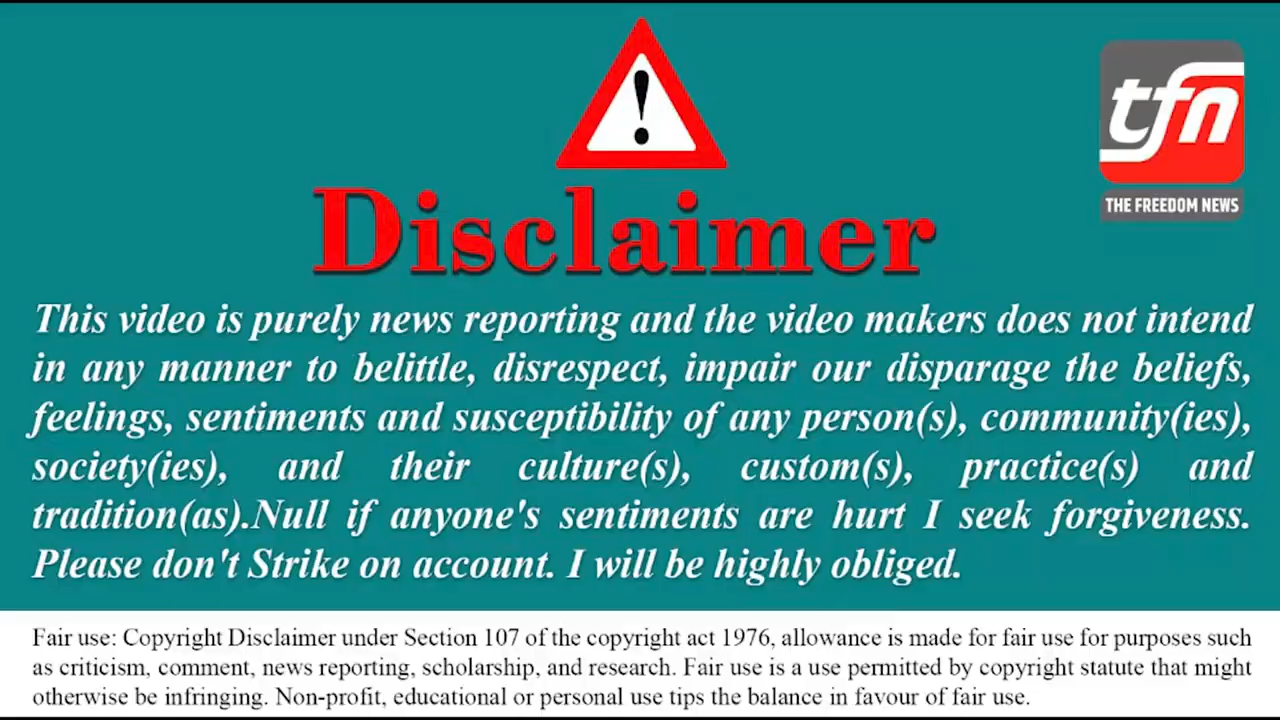 !
tfn
THE FREEDOM NEWS
Disclaimer
This video is purely news reporting and the video makers does not intend
in any manner to belittle, disrespect, impair our disparage the beliefs,
feelings, sentiments and susceptibility of any person(s), community(ies),
society(ies), and their culture(s), custom(s), practice(s) and
tradition(as).Null if anyone's sentiments are hurt I seek forgiveness.
Please don't Strike on account. I will be highly obliged.
Fair use: Copyright Disclaimer under Section 107 of the copyright act 1976, allowance is made for fair use for purposes such
as criticism, comment, news reporting, scholarship, and research. Fair use is a use permitted by copyright statute that might
otherwise be infringing. Non-profit, educational or personal use tips the balance in favour of fair use.